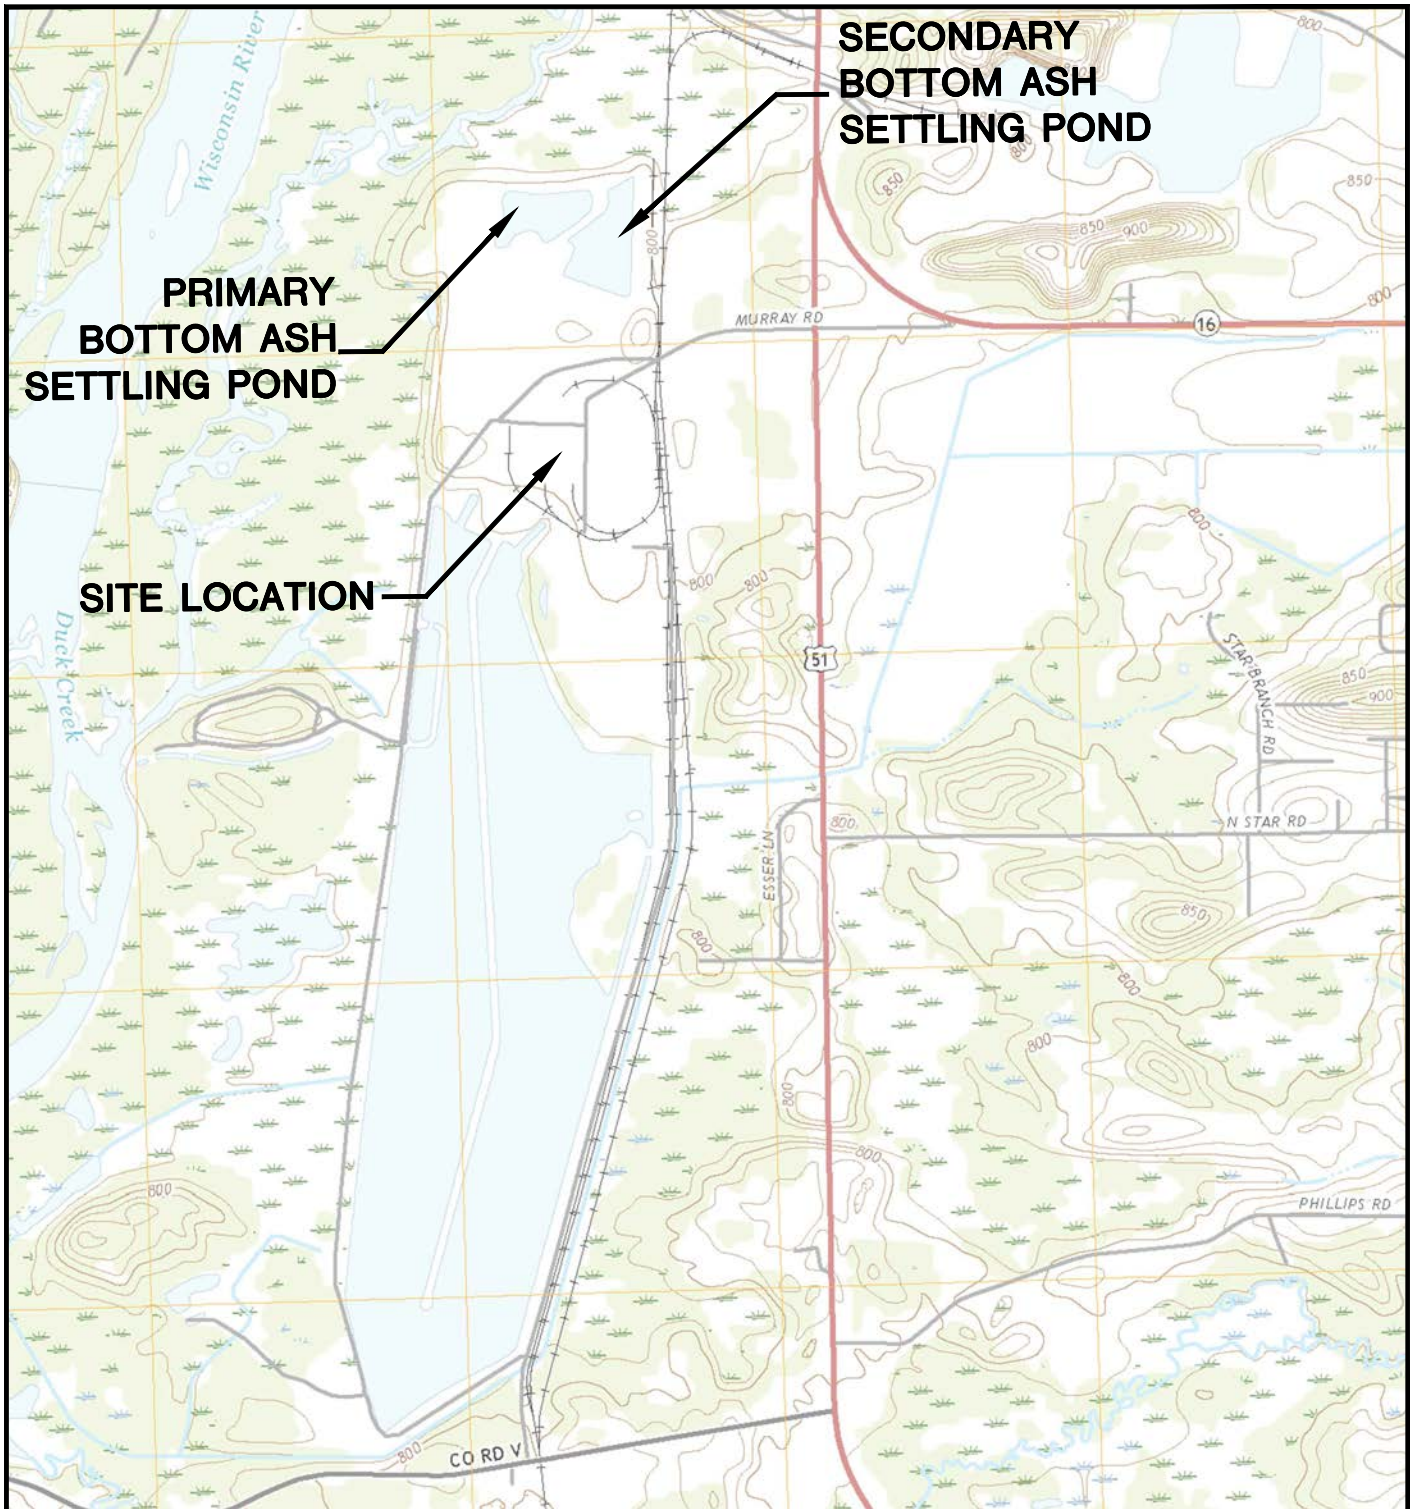 SECONDARY
BOTTOM ASH
SETTLING POND
Wisconsin River
800
800
850
850
850
900
800
PRIMARY
BOTTOM ASH
SETTLING POND
MURRAY RD
800
16
800
SITE LOCATION
800
800
Duck Creek
51
STAR BRANCH RD
850
900
800
N STAR RD
ESSER LN
850
800
800
800
800
800
800
PHILLIPS RD
800
CO RD V